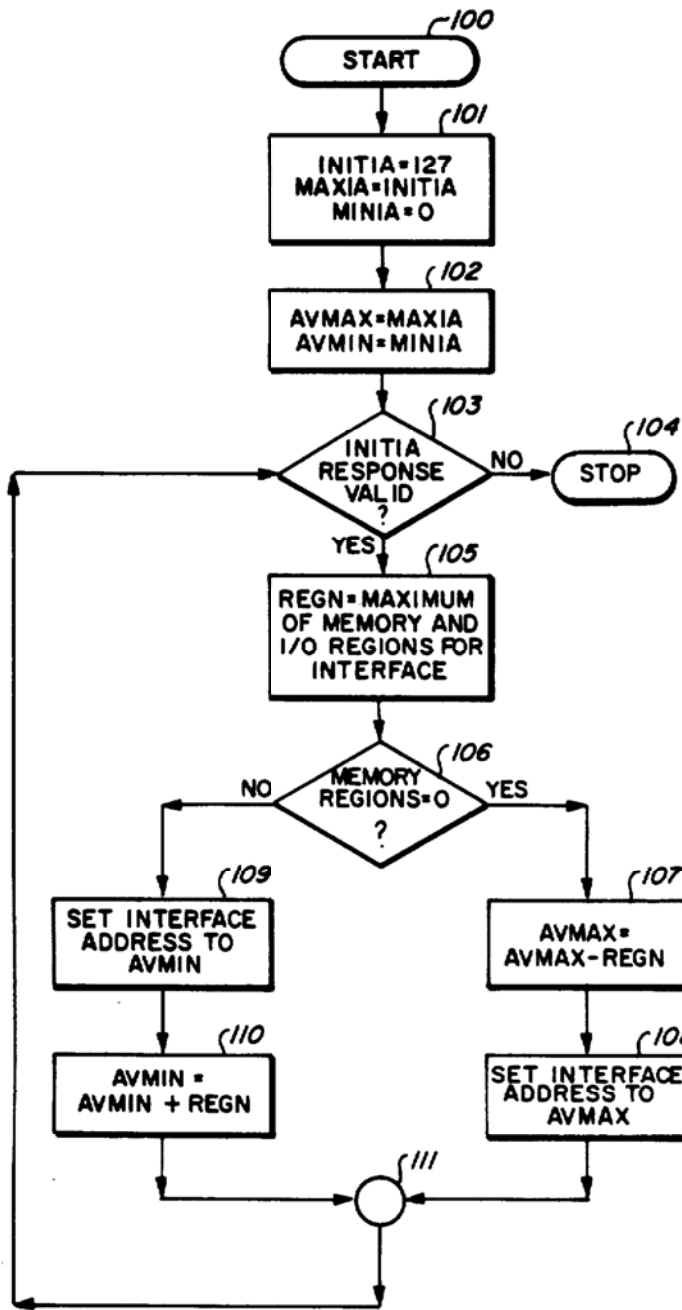 100
START
101
INITIA=127
MAXIA=INITIA
MINIA=0
102
AVMAX=MAXIA
AVMIN=MINIA
103
INITIA
RESPONSE
VALID
?
NO
104
STOP
YES
105
REGN=MAXIMUM
OF MEMORY AND
I/O REGIONS FOR
INTERFACE
106
MEMORY
REGIONS=0
?
NO
YES
109
SET INTERFACE
ADDRESS TO
AVMIN
107
AVMAX=
AVMAX-REGN
110
AVMIN=
AVMIN + REGN
SET INTERFACE
ADDRESS TO
AVMAX
111